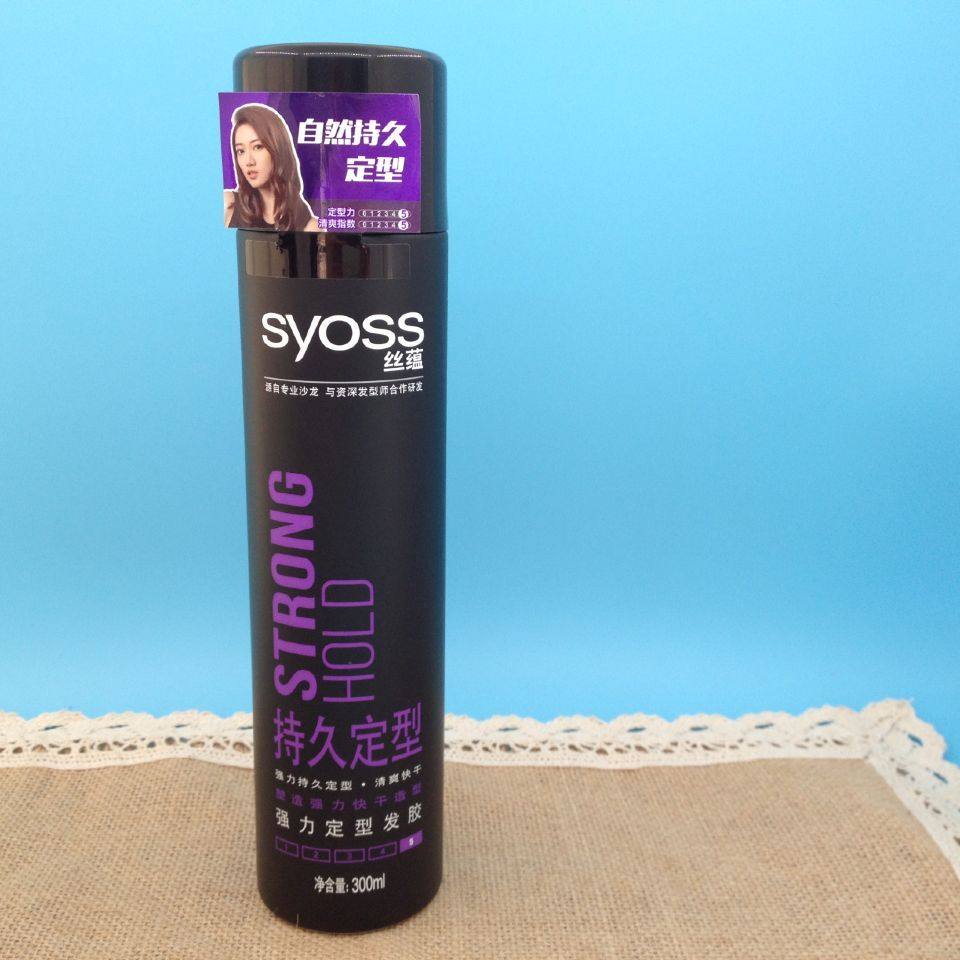 自然持久
定型
定型力 0 1 2 3 4 5
清爽指数 0 1 2 3 4 5
syoss
丝蕴
源自专业沙龙 与资深发型师合作研发
STRONG
HOLD
持久定型
强力持久定型·清爽快干
塑造强力快干造型
强力定型发胶
1 2 3 4 5
净含量:300ml